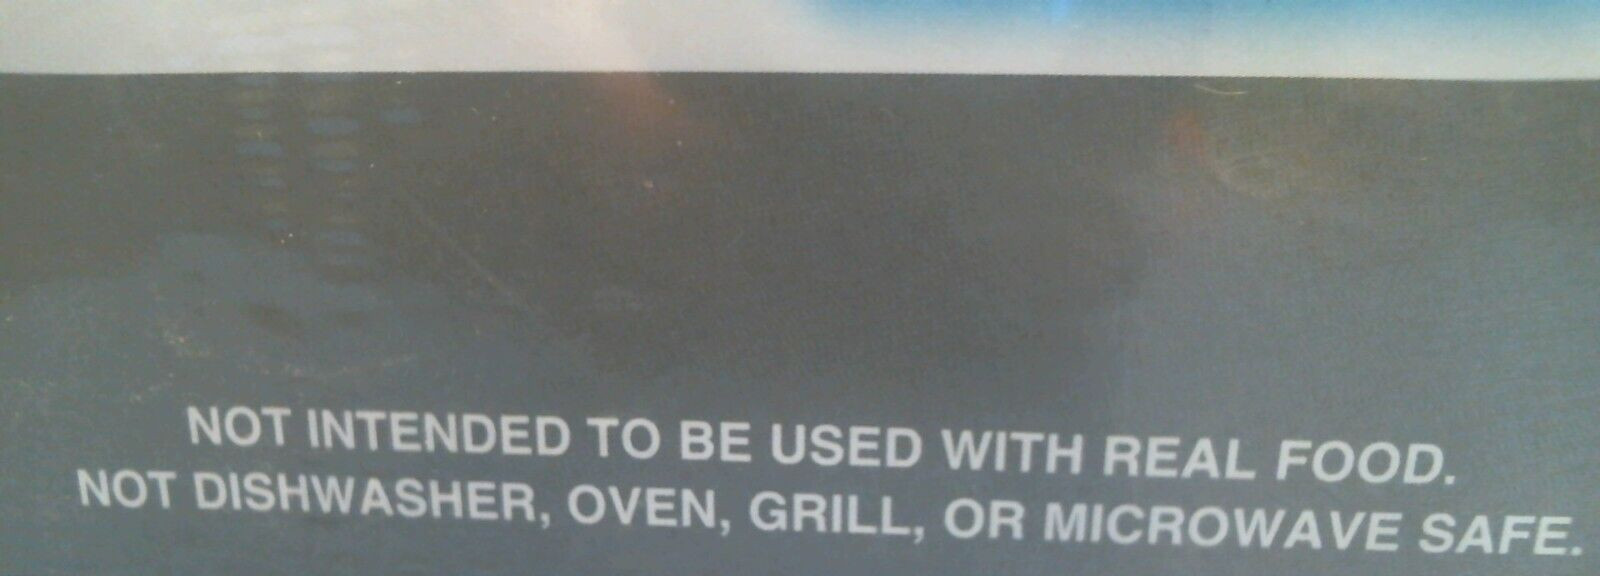 NOT INTENDED TO BE USED WITH REAL FOOD.
NOT DISHWASHER, OVEN, GRILL, OR MICROWAVE SAFE.